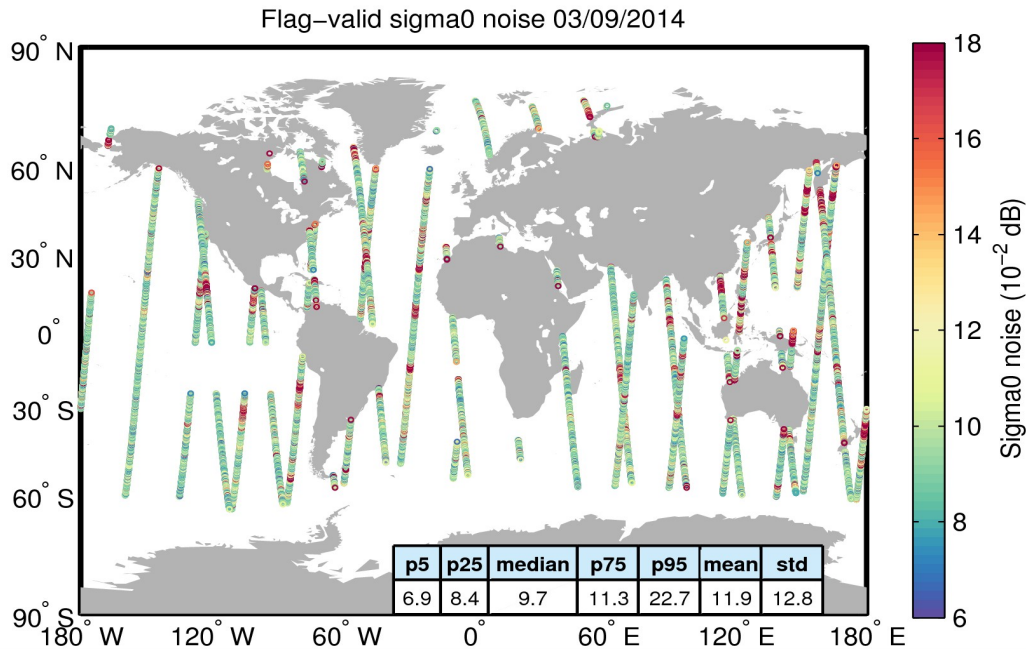 Flag−valid sigma0 noise 03/09/2014
90° N
60° N
30° N
0°
30° S
60° S
90° S
180° W 120° W 60° W 0° 60° E 120° E 180° E
p5 p25 median p75 p95 mean std
6.9 8.4 9.7 11.3 22.7 11.9 12.8
18
16
14
12
10
8
6
Sigma0 noise (10⁻² dB)